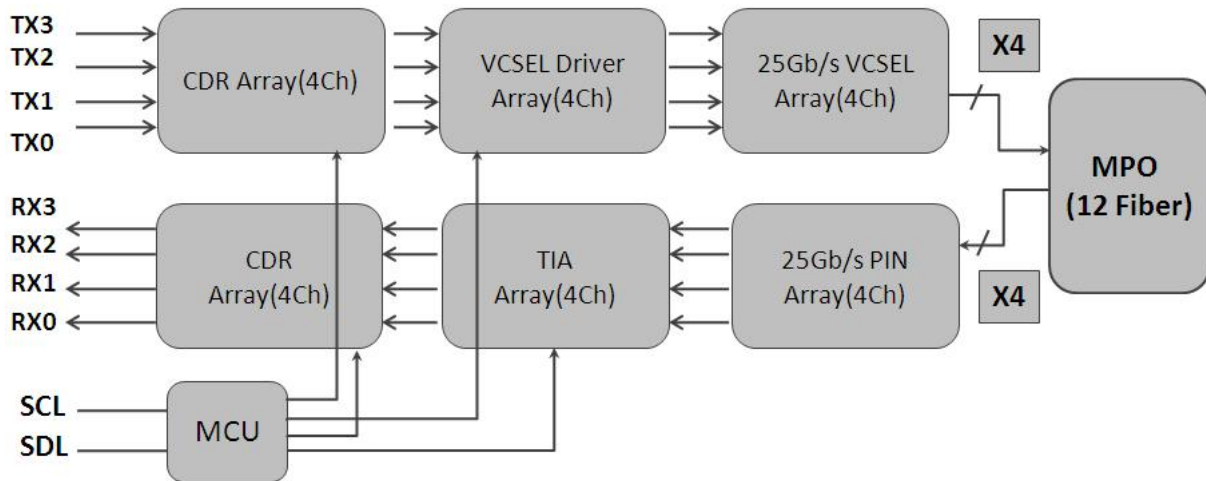 TX3
TX2
TX1
TX0
CDR Array(4Ch)
VCSEL Driver
Array(4Ch)
25Gb/s VCSEL
Array(4Ch)
X4
MPO
(12 Fiber)
RX3
RX2
RX1
RX0
CDR
Array(4Ch)
TIA
Array(4Ch)
25Gb/s PIN
Array(4Ch)
X4
SCL
SDL
MCU